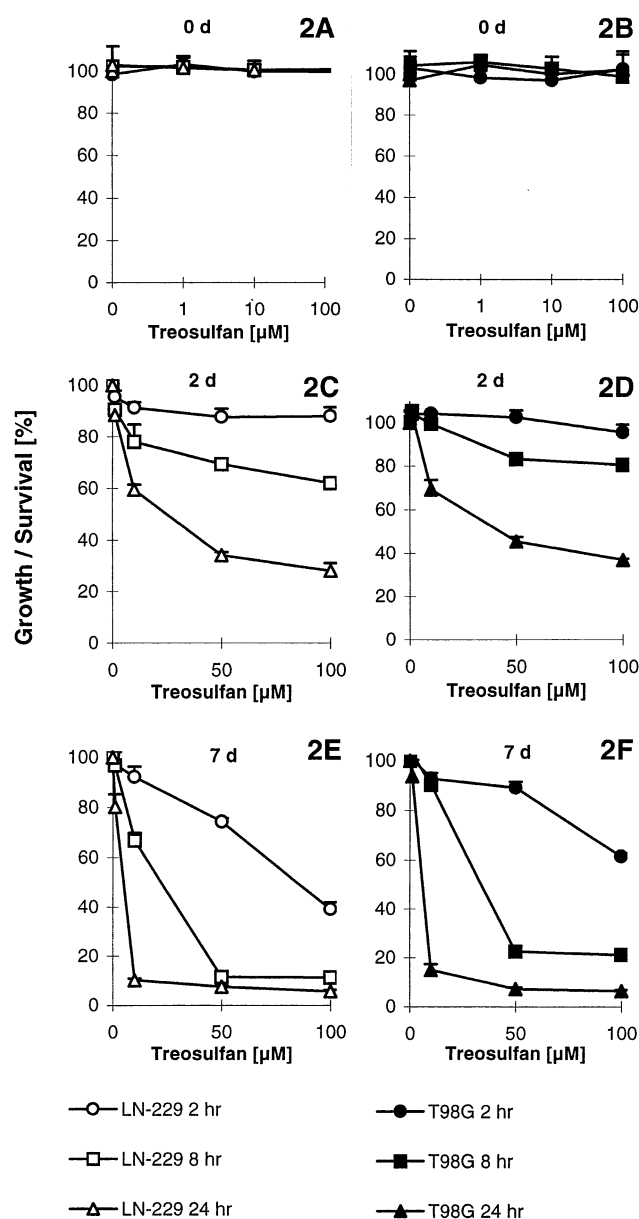 0 d 2A
100
80
60
40
20
0
0 1 10 100
Treosulfan [µM]
0 d 2B
100
80
60
40
20
0
0 1 10 100
Treosulfan [µM]
Growth / Survival [%]
2 d 2C
100
80
60
40
20
0
0 50 100
Treosulfan [µM]
2 d 2D
100
80
60
40
20
0
0 50 100
Treosulfan [µM]
7 d 2E
100
80
60
40
20
0
0 50 100
Treosulfan [µM]
7 d 2F
100
80
60
40
20
0
0 50 100
Treosulfan [µM]
LN-229 2 hr
LN-229 8 hr
LN-229 24 hr
T98G 2 hr
T98G 8 hr
T98G 24 hr